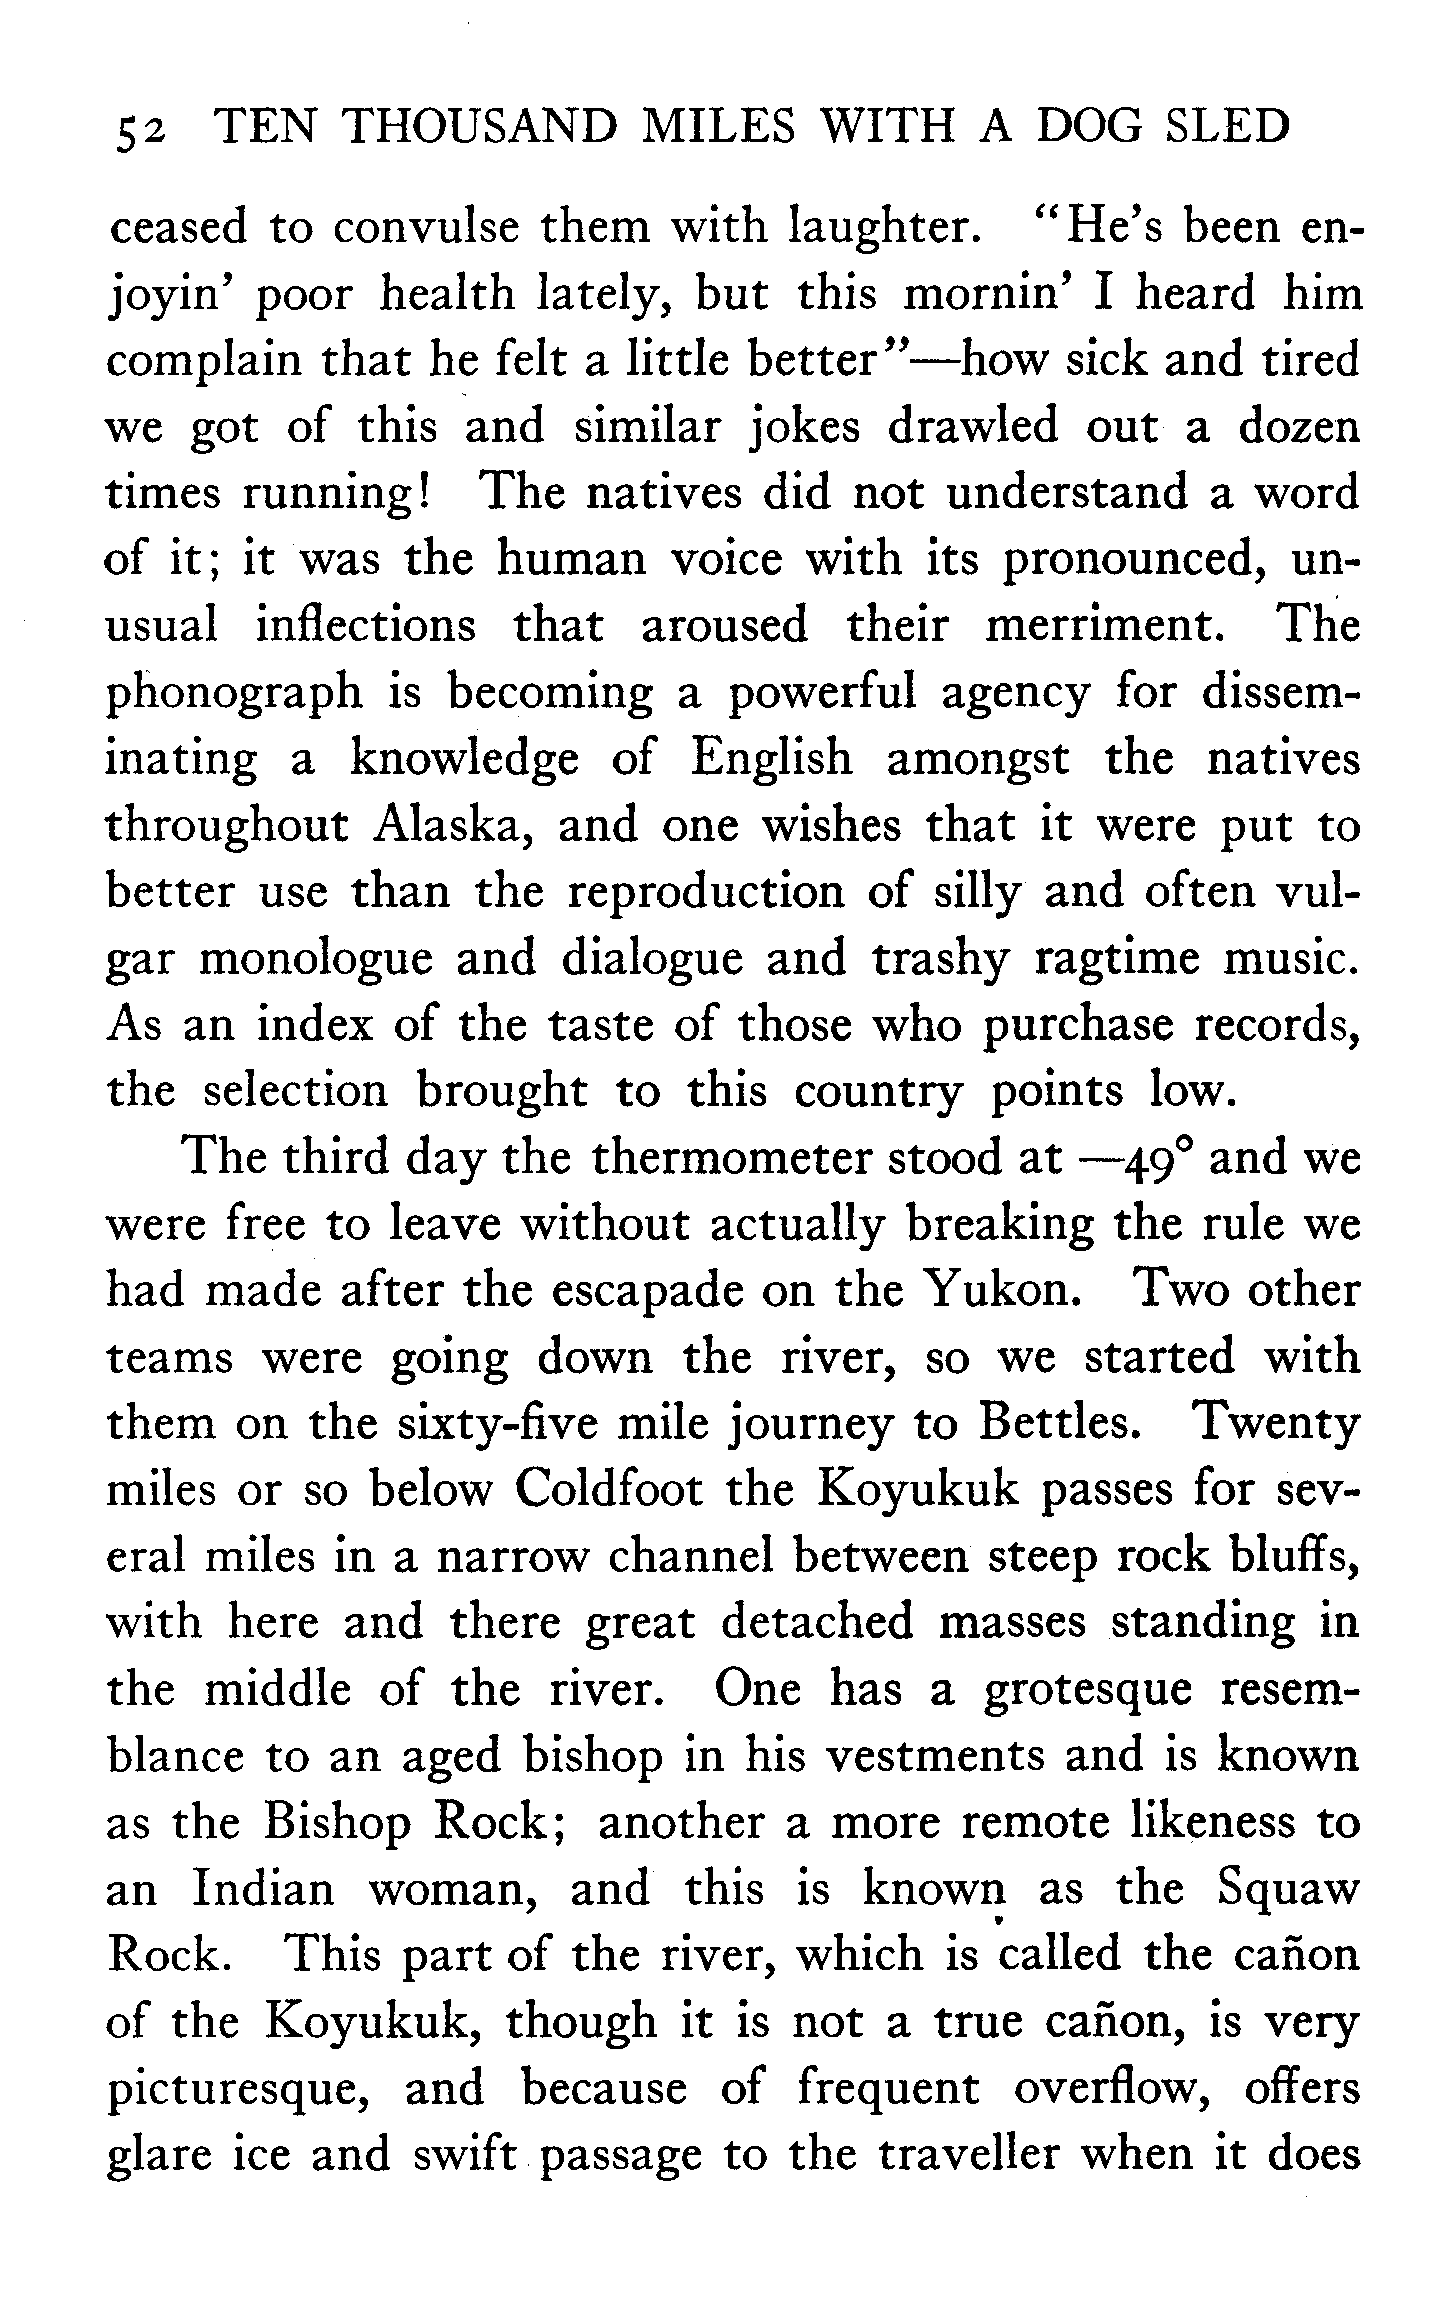 52 TEN THOUSAND MILES WITH A DOG SLED
ceased to convulse them with laughter. "He's been en-
joyin' poor health lately, but this mornin' I heard him
complain that he felt a little better"—how sick and tired
we got of this and similar jokes drawled out a dozen
times running! The natives did not understand a word
of it; it was the human voice with its pronounced, un-
usual inflections that aroused their merriment. The
phonograph is becoming a powerful agency for dissem-
inating a knowledge of English amongst the natives
throughout Alaska, and one wishes that it were put to
better use than the reproduction of silly and often vul-
gar monologue and dialogue and trashy ragtime music.
As an index of the taste of those who purchase records,
the selection brought to this country points low.
The third day the thermometer stood at —49° and we
were free to leave without actually breaking the rule we
had made after the escapade on the Yukon. Two other
teams were going down the river, so we started with
them on the sixty-five mile journey to Bettles. Twenty
miles or so below Coldfoot the Koyukuk passes for sev-
eral miles in a narrow channel between steep rock bluffs,
with here and there great detached masses standing in
the middle of the river. One has a grotesque resem-
blance to an aged bishop in his vestments and is known
as the Bishop Rock; another a more remote likeness to
an Indian woman, and this is known as the Squaw
Rock. This part of the river, which is called the cañon
of the Koyukuk, though it is not a true cañon, is very
picturesque, and because of frequent overflow, offers
glare ice and swift passage to the traveller when it does